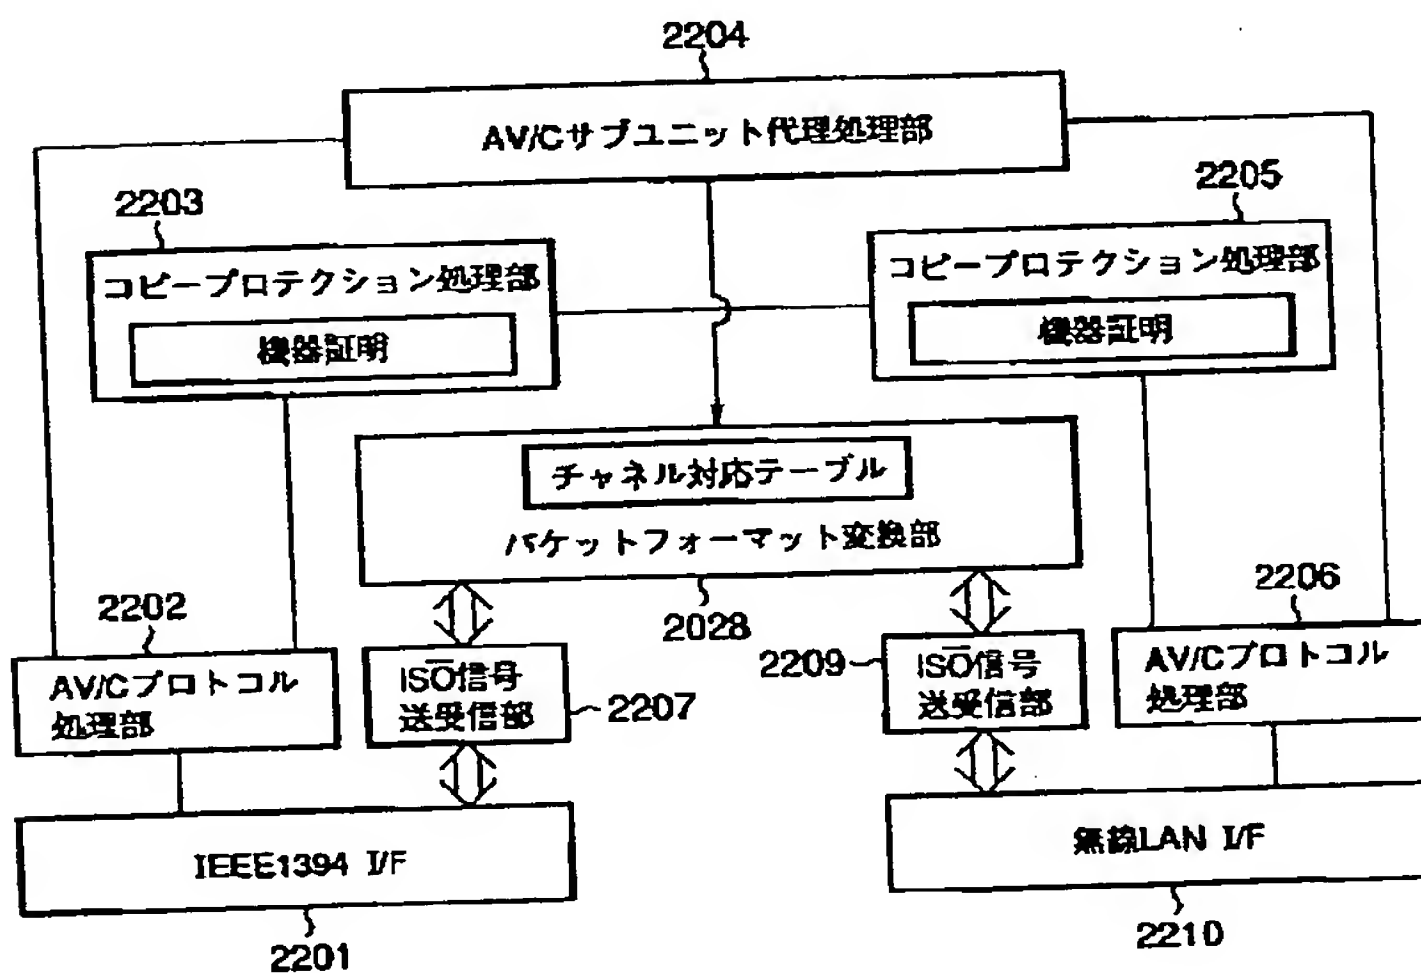 2204
AV/Cサブユニット代理処理部
2203
2205
コピープロテクション処理部
機器証明
コピープロテクション処理部
機器証明
チャネル対応テーブル
パケットフォーマット変換部
2202
2028
2206
AV/Cプロトコル
処理部
ISO信号
送受信部
2207
2209
ISO信号
送受信部
AV/Cプロトコル
処理部
IEEE1394 I/F
無線LAN I/F
2201
2210